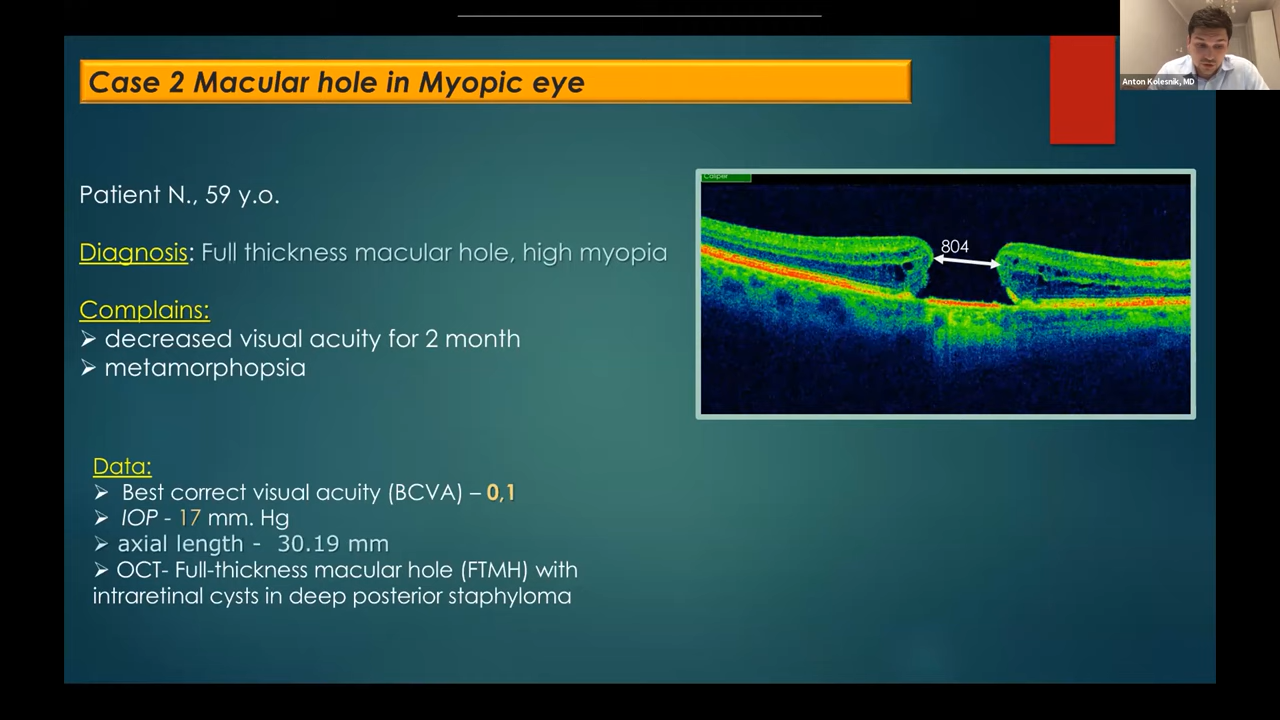 Case 2 Macular hole in Myopic eye
Anton Kolesnik, MD
Patient N., 59 y.o.
Diagnosis: Full thickness macular hole, high myopia
Complains:
➢ decreased visual acuity for 2 month
➢ metamorphopsia
Caliper
804
Data:
➢ Best correct visual acuity (BCVA) – 0,1
➢ IOP - 17 mm. Hg
➢ axial length - 30.19 mm
➢ OCT- Full-thickness macular hole (FTMH) with
intraretinal cysts in deep posterior staphyloma